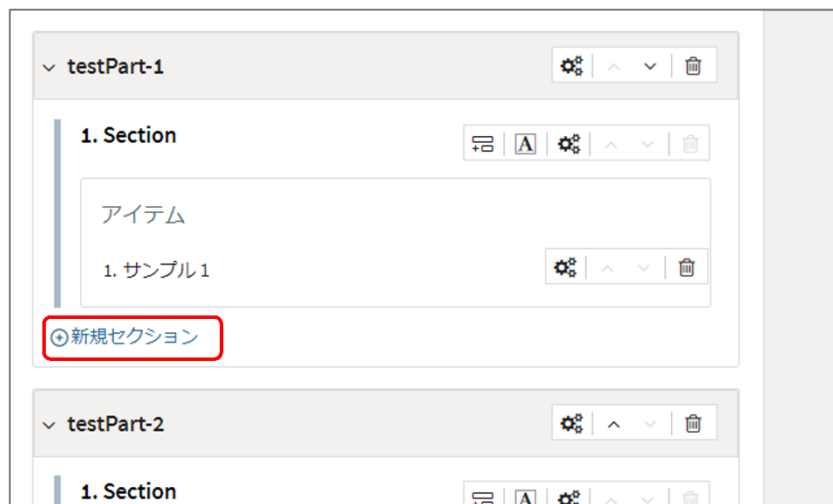 testPart-1
1. Section
A
アイテム
1. サンプル1
新規セクション
testPart-2
1. Section
A